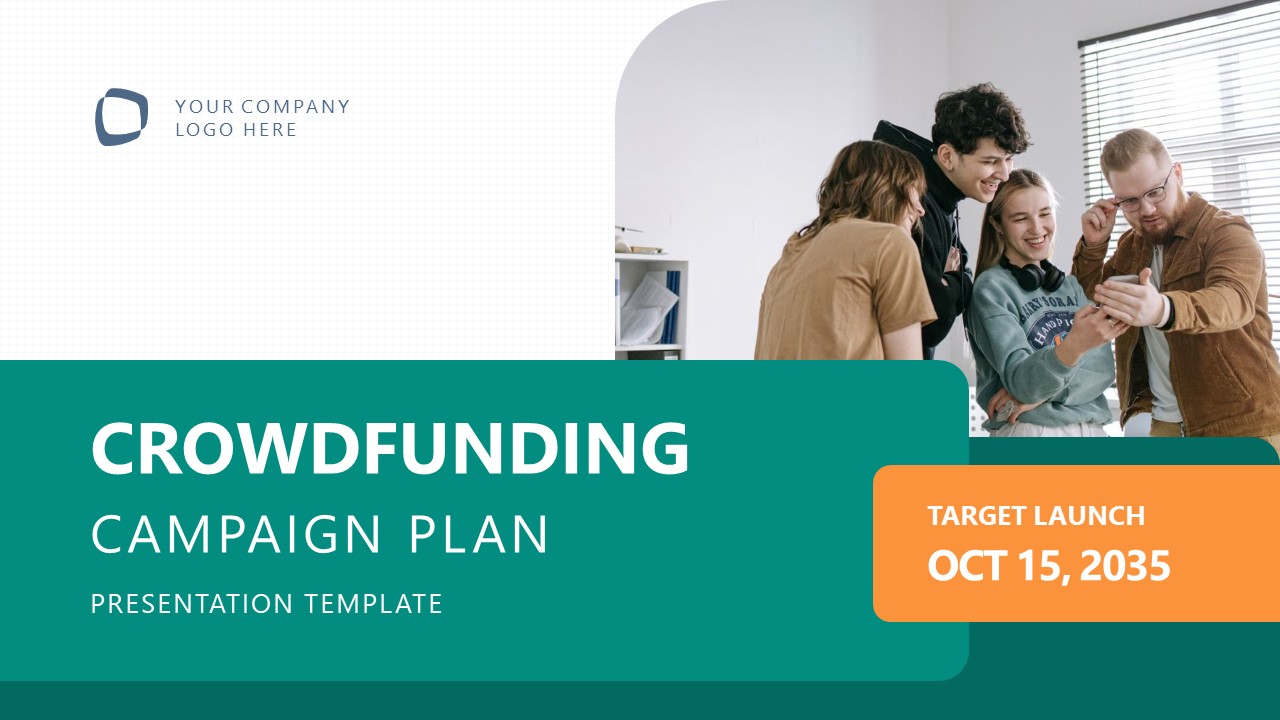 YOUR COMPANY
LOGO HERE
CROWDFUNDING
CAMPAIGN PLAN
PRESENTATION TEMPLATE
TARGET LAUNCH
OCT 15, 2035